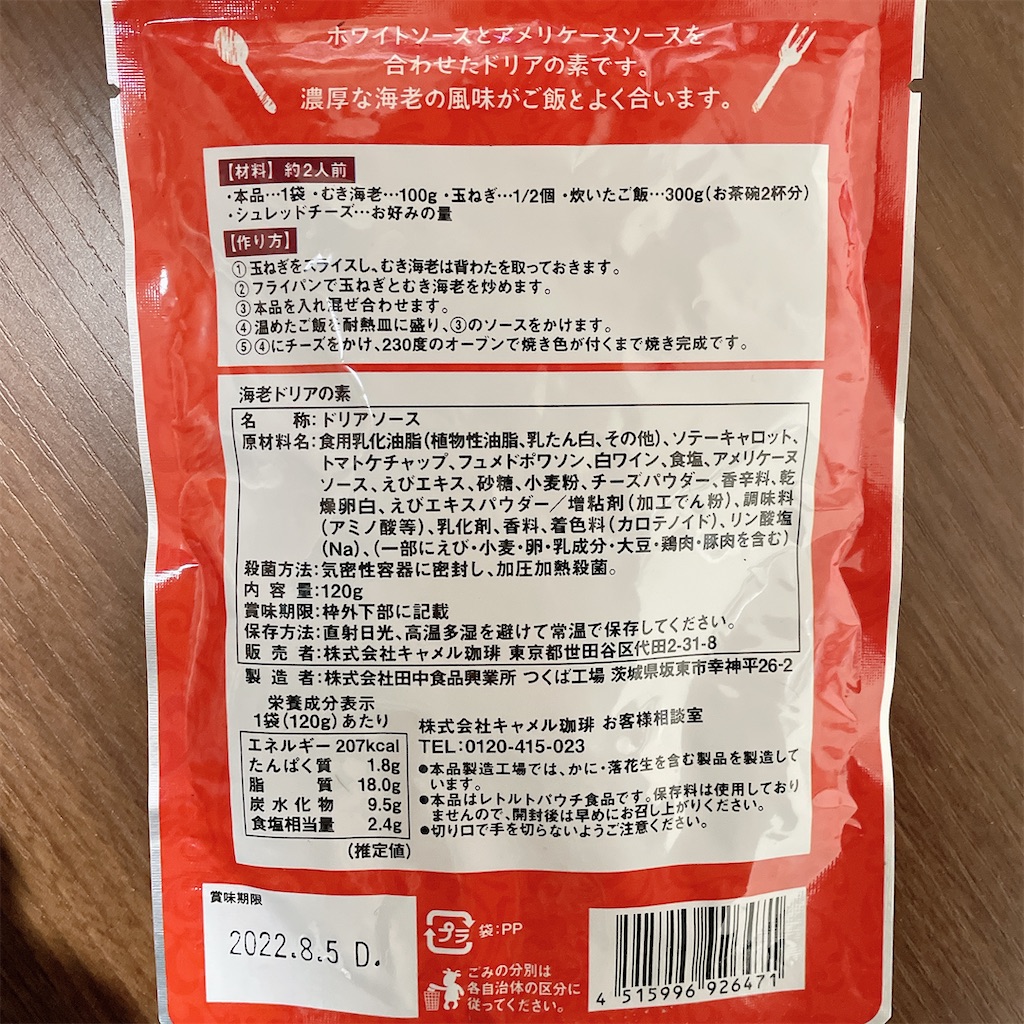 ホワイトソースとアメリケーヌソースを
合わせたドリアの素です。
濃厚な海老の風味がご飯とよく合います。
【材料】約2人前
・本品…1袋 ・むき海老…100g ・玉ねぎ…1/2個 ・炊いたご飯…300g(お茶碗2杯分)
・シュレッドチーズ…お好みの量
【作り方】
①玉ねぎをスライスし、むき海老は背わたを取っておきます。
②フライパンで玉ねぎとむき海老を炒めます。
③本品を入れ混ぜ合わせます。
④温めたご飯を耐熱皿に盛り、③のソースをかけます。
⑤④にチーズをかけ、230度のオーブンで焼き色が付くまで焼き完成です。
海老ドリアの素
名 称:ドリアソース
原材料名:食用乳化油脂(植物性油脂、乳たん白、その他)、ソテーキャロット、
トマトケチャップ、フュメドポワソン、白ワイン、食塩、アメリケーヌ
ソース、えびエキス、砂糖、小麦粉、チーズパウダー、香辛料、乾
燥卵白、えびエキスパウダー/増粘剤(加工でん粉)、調味料
(アミノ酸等)、乳化剤、香料、着色料(カロテノイド)、リン酸塩
(Na)、(一部にえび・小麦・卵・乳成分・大豆・鶏肉・豚肉を含む)
殺菌方法:気密性容器に密封し、加圧加熱殺菌。
内容量:120g
賞味期限:枠外下部に記載
保存方法:直射日光、高温多湿を避けて常温で保存してください。
販売者:株式会社キャメル珈琲 東京都世田谷区代田2-31-8
製造者:株式会社田中食品興業所 つくば工場 茨城県坂東市幸神平26-2
栄養成分表示
1袋(120g)あたり
エネルギー 207kcal
たんぱく質 1.8g
脂質 18.0g
炭水化物 9.5g
食塩相当量 2.4g
(推定値)
株式会社キャメル珈琲 お客様相談室
TEL:0120-415-023
●本品製造工場では、かに・落花生を含む製品を製造して
います。
●本品はレトルトパウチ食品です。保存料は使用しており
ませんので、開封後は早めにお召し上がりください。
●切り口で手を切らないようご注意ください。
賞味期限
2022.8.5 D.
プラ 袋:PP
ごみの分別は
各自治体の区分に
従ってください。
4 515996 926471